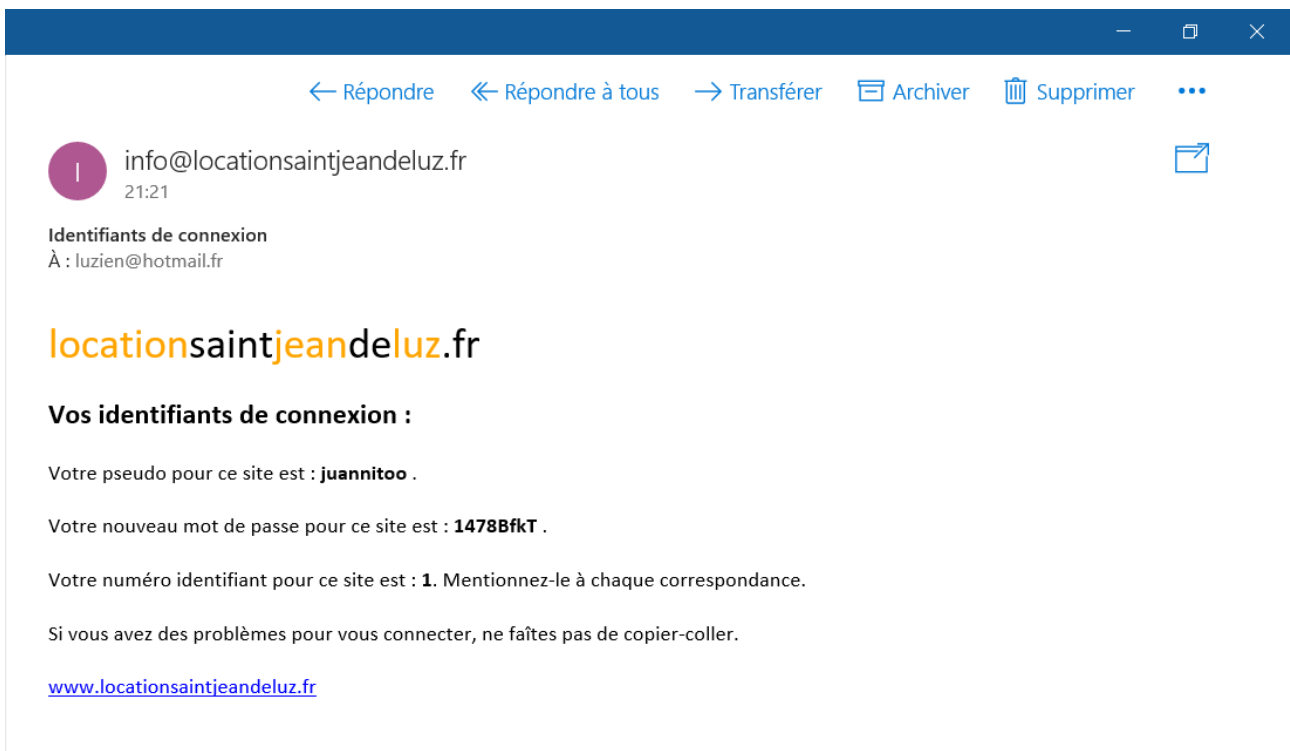 Répondre Répondre à tous Transférer Archiver Supprimer
I
info@locationsaintjeandeluz.fr
21:21
Identifiants de connexion
À : luzien@hotmail.fr
locationsaintjeandeluz.fr
Vos identifiants de connexion :
Votre pseudo pour ce site est : juannitoo .
Votre nouveau mot de passe pour ce site est : 1478BfkT .
Votre numéro identifiant pour ce site est : 1. Mentionnez-le à chaque correspondance.
Si vous avez des problèmes pour vous connecter, ne faîtes pas de copier-coller.
www.locationsaintjeandeluz.fr